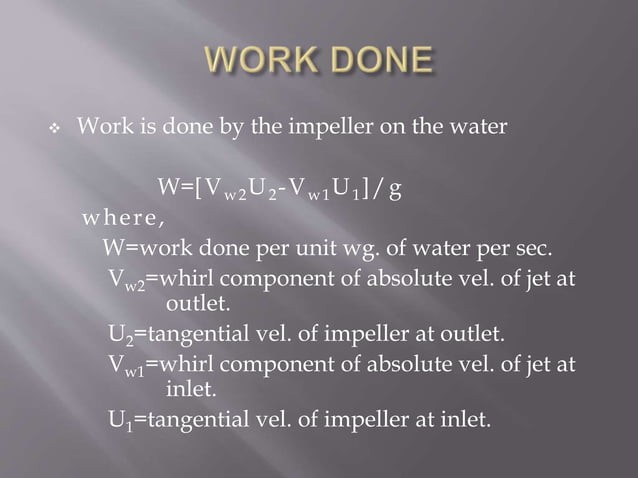 WORK DONE
❖ Work is done by the impeller on the water
W=[Vw2U2-Vw1U1]/g
where,
W=work done per unit wg. of water per sec.
Vw2=whirl component of absolute vel. of jet at
outlet.
U2=tangential vel. of impeller at outlet.
Vw1=whirl component of absolute vel. of jet at
inlet.
U1=tangential vel. of impeller at inlet.